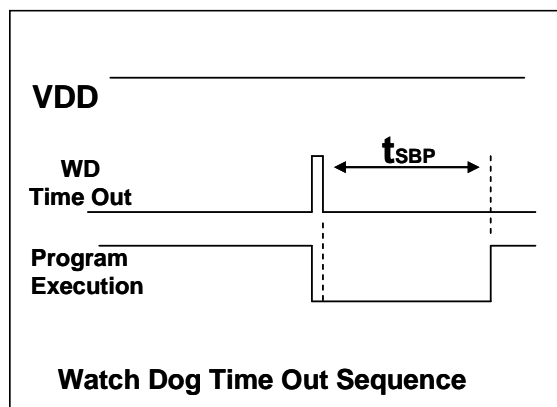 VDD
tSBP
WD
Time Out
Program
Execution
Watch Dog Time Out Sequence